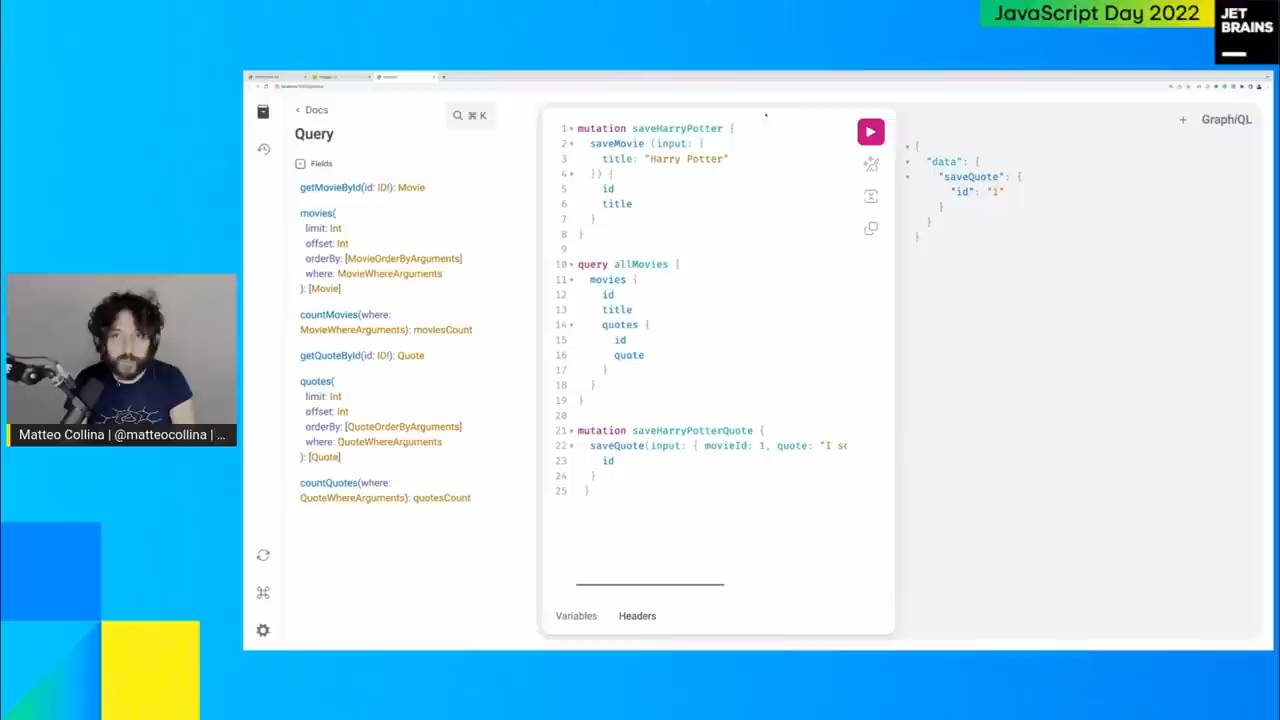 JavaScript Day 2022
JET
BRAINS
Docs
⌘ K
Query
Fields
getMovieById(id: ID!): Movie
movies(
limit: Int
offset: Int
orderBy: [MovieOrderByArguments]
where: MovieWhereArguments
): [Movie]
countMovies(where:
MovieWhereArguments): moviesCount
getQuoteById(id: ID!): Quote
quotes(
limit: Int
offset: Int
orderBy: [QuoteOrderByArguments]
where: QuoteWhereArguments
): [Quote]
countQuotes(where:
QuoteWhereArguments): quotesCount
1 mutation saveHarryPotter {
2 saveMovie (input: {
3 title: "Harry Potter"
4 }) {
5 id
6 title
7 }
8 }
9
10 query allMovies {
11 movies {
12 id
13 title
14 quotes {
15 id
16 quote
17 }
18 }
19 }
20
21 mutation saveHarryPotterQuote {
22 saveQuote(input: { movieId: 1, quote: "I so
23 id
24 }
25 }
Variables Headers
+ GraphiQL
{
"data": {
"saveQuote": {
"id": "1"
}
}
}
Matteo Collina | @matteocollina | ...